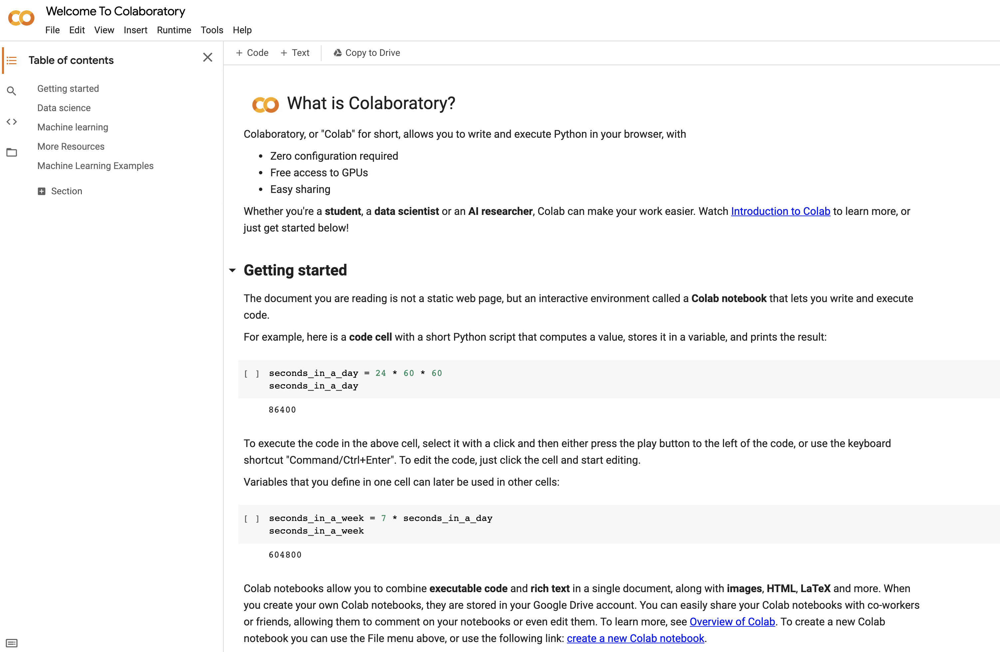 Welcome To Colaboratory
File Edit View Insert Runtime Tools Help
Table of contents
Getting started
Data science
Machine learning
More Resources
Machine Learning Examples
Section
+ Code + Text Copy to Drive
What is Colaboratory?
Colaboratory, or "Colab" for short, allows you to write and execute Python in your browser, with
• Zero configuration required
• Free access to GPUs
• Easy sharing
Whether you're a student, a data scientist or an AI researcher, Colab can make your work easier. Watch Introduction to Colab to learn more, or
just get started below!
Getting started
The document you are reading is not a static web page, but an interactive environment called a Colab notebook that lets you write and execute
code.
For example, here is a code cell with a short Python script that computes a value, stores it in a variable, and prints the result:
[ ] seconds_in_a_day = 24 * 60 * 60
seconds_in_a_day
86400
To execute the code in the above cell, select it with a click and then either press the play button to the left of the code, or use the keyboard
shortcut "Command/Ctrl+Enter". To edit the code, just click the cell and start editing.
Variables that you define in one cell can later be used in other cells:
[ ] seconds_in_a_week = 7 * seconds_in_a_day
seconds_in_a_week
604800
Colab notebooks allow you to combine executable code and rich text in a single document, along with images, HTML, LaTeX and more. When
you create your own Colab notebooks, they are stored in your Google Drive account. You can easily share your Colab notebooks with co-workers
or friends, allowing them to comment on your notebooks or even edit them. To learn more, see Overview of Colab. To create a new Colab
notebook you can use the File menu above, or use the following link: create a new Colab notebook.